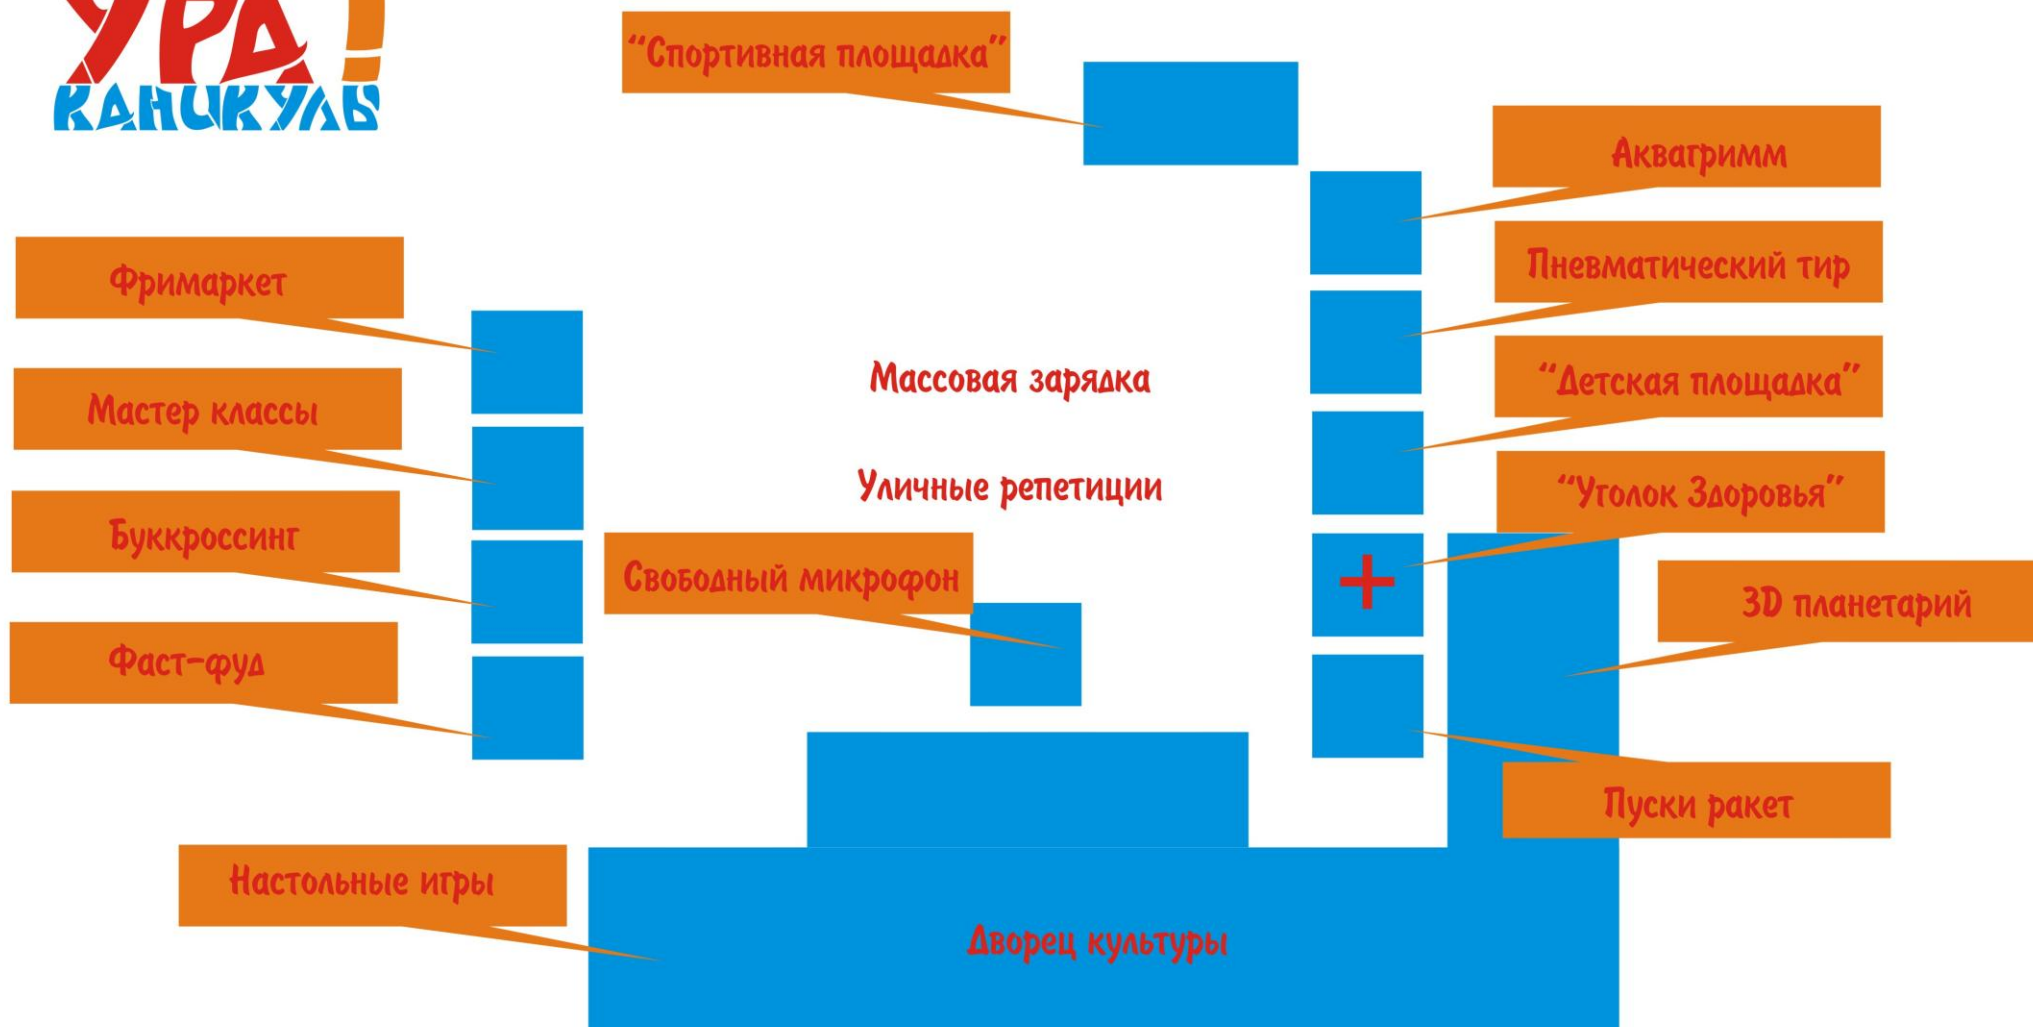 УРА!
КАНИКУЛЫ
"Спортивная площадка"
Аквагримм
Фримаркет
Пневматический тир
Массовая зарядка
"Детская площадка"
Мастер классы
Уличные репетиции
"Уголок Здоровья"
Буккроссинг
Свободный микрофон
3D планетарий
Фаст-фуд
Пуски ракет
Настольные игры
Дворец культуры